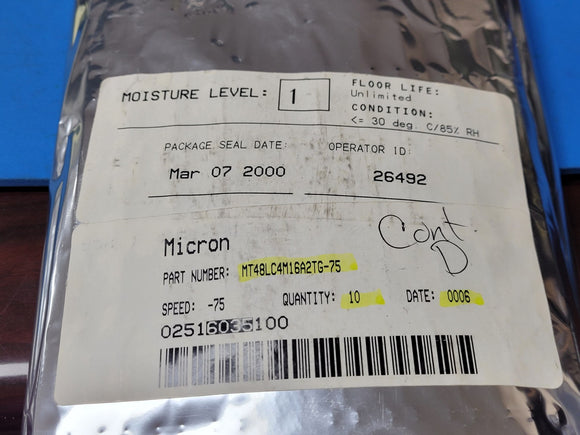 MOISTURE LEVEL: 1
FLOOR LIFE:
Unlimited
CONDITION:
<= 30 deg. C/85% RH
PACKAGE SEAL DATE: OPERATOR ID:
Mar 07 2000 26492
Micron
Cont
D
PART NUMBER: MT48LC4M16A2TG-75
SPEED: -75 QUANTITY: 10 DATE: 0006
02516035100